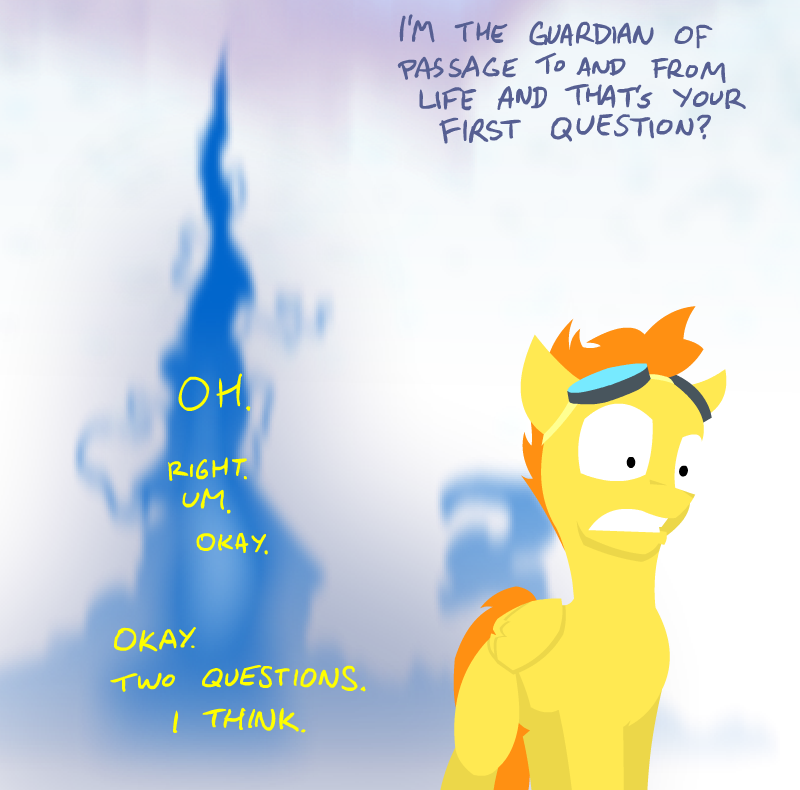 I'M THE GUARDIAN OF
PASSAGE TO AND FROM
LIFE AND THAT'S YOUR
FIRST QUESTION?
OH.
RIGHT.
UM.
OKAY.
OKAY.
TWO QUESTIONS.
I THINK.